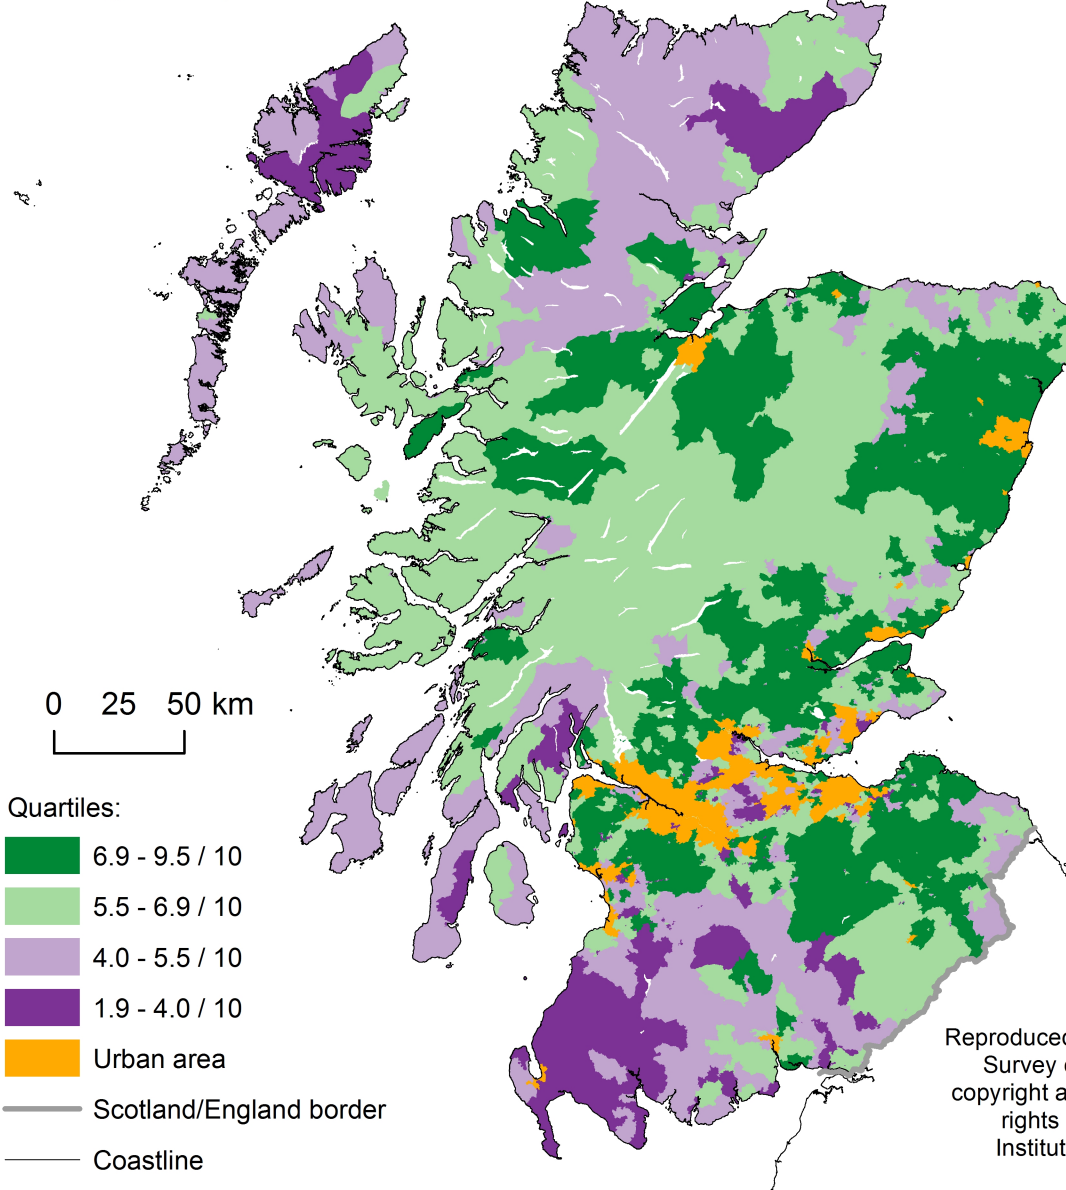 0 25 50 km
Quartiles:
6.9 - 9.5 / 10
5.5 - 6.9 / 10
4.0 - 5.5 / 10
1.9 - 4.0 / 10
Urban area
Scotland/England border
Coastline
Reproduced
Survey
copyright
rights
Institut